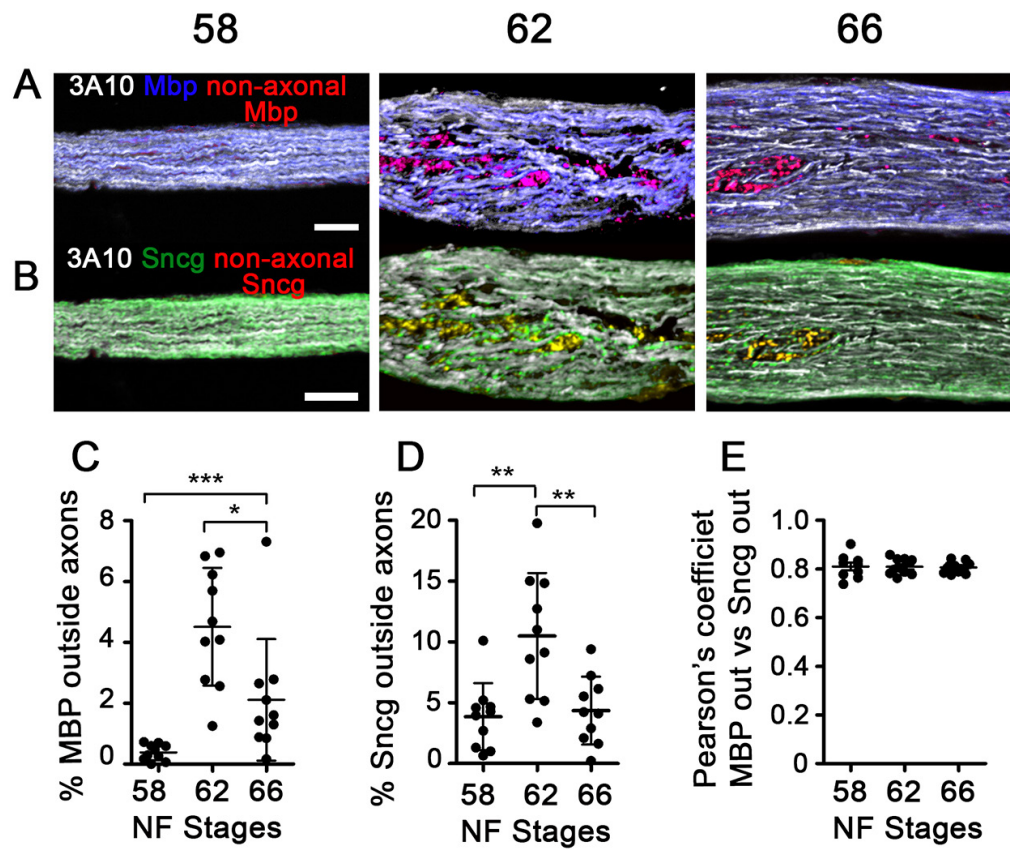 58 62 66
A
3A10 Mbp non-axonal
Mbp
B
3A10 Sncg non-axonal
Sncg
C
% MBP outside axons
***
*
8
6
4
2
0
58 62 66
NF Stages
D
% Sncg outside axons
** **
20
15
10
5
0
58 62 66
NF Stages
E
Pearson's coefficiet
MBP out vs Sncg out
1.0
0.8
0.6
0.4
0.2
0
58 62 66
NF Stages